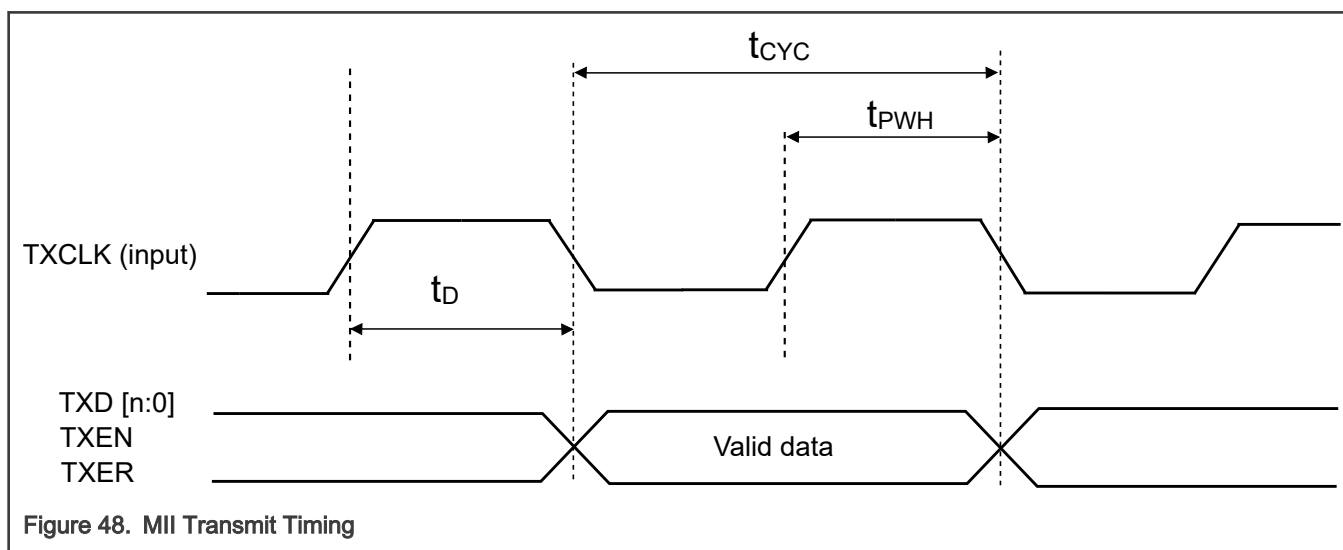 tCYC
tPWH
TXCLK (input)
tD
TXD [n:0]
TXEN
Valid data
TXER
Figure 48. MII Transmit Timing